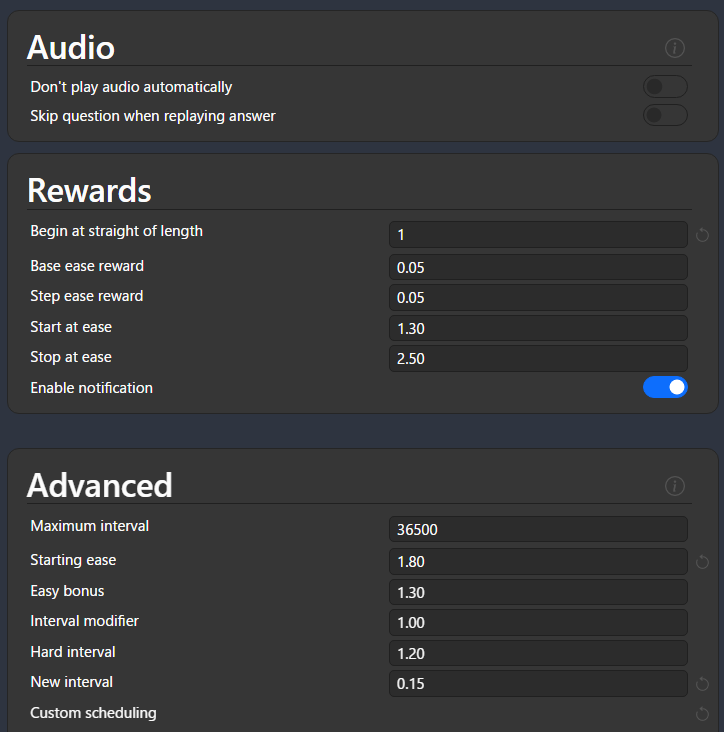 Audio
Don't play audio automatically
Skip question when replaying answer
Rewards
Begin at straight of length 1
Base ease reward 0.05
Step ease reward 0.05
Start at ease 1.30
Stop at ease 2.50
Enable notification
Advanced
Maximum interval 36500
Starting ease 1.80
Easy bonus 1.30
Interval modifier 1.00
Hard interval 1.20
New interval 0.15
Custom scheduling